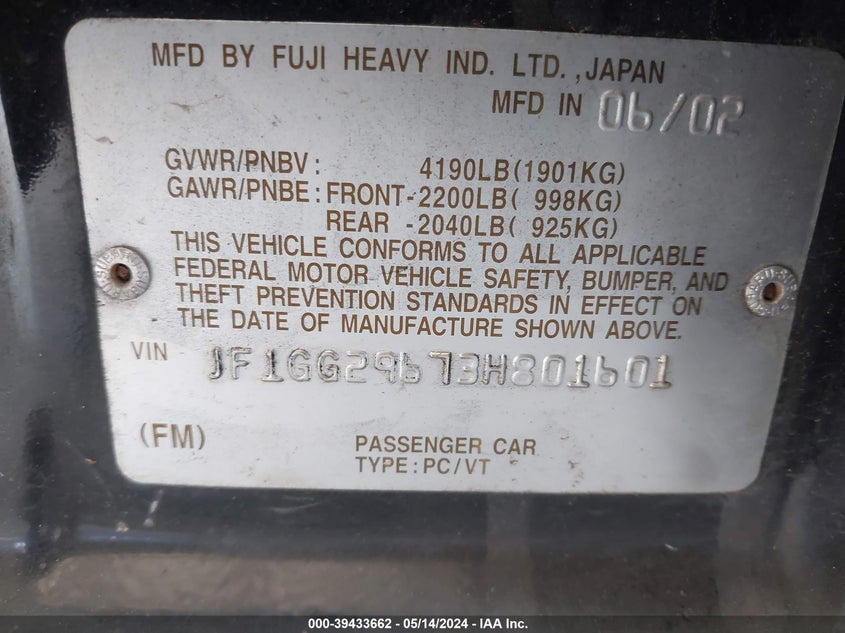 MFD BY FUJI HEAVY IND. LTD.,JAPAN
MFD IN 06/02
GVWR/PNBV: 4190LB(1901KG)
GAWR/PNBE: FRONT-2200LB( 998KG)
REAR -2040LB( 925KG)
THIS VEHICLE CONFORMS TO ALL APPLICABLE
FEDERAL MOTOR VEHICLE SAFETY, BUMPER, AND
THEFT PREVENTION STANDARDS IN EFFECT ON
THE DATE OF MANUFACTURE SHOWN ABOVE.
VIN JF1GG29673H801601
(FM) PASSENGER CAR
TYPE:PC/VT
000-39433662 - 05/14/2024 - IAA Inc.